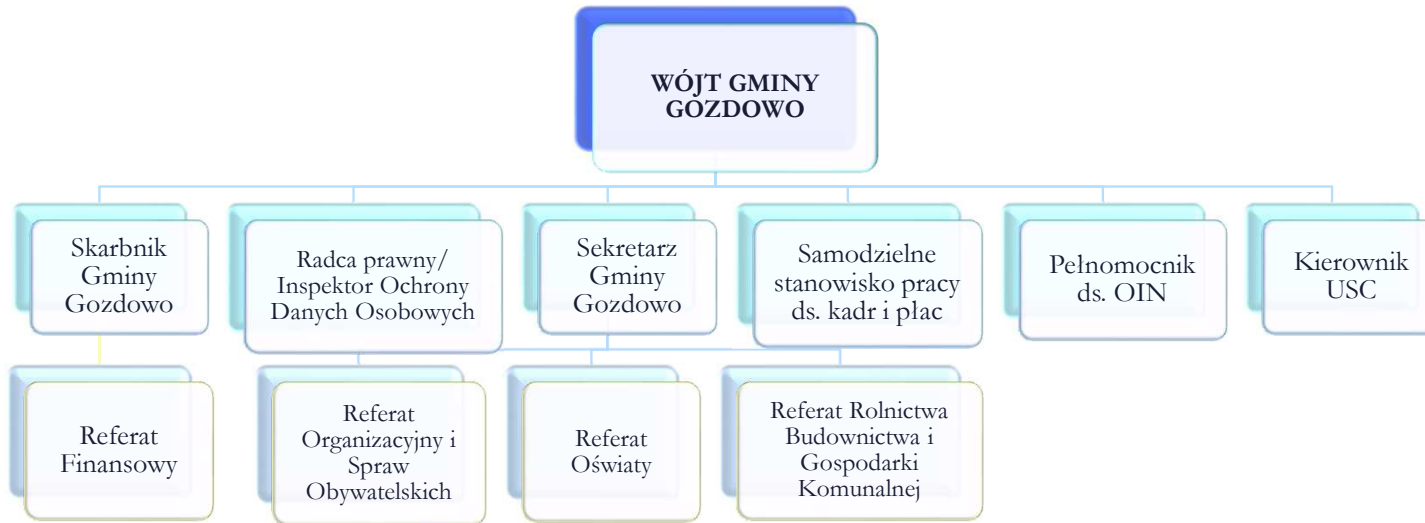 WÓJT GMINY
GOZDOWO
Skarbnik
Gminy
Gozdowo
Radca prawny/
Inspektor Ochrony
Danych Osobowych
Sekretarz
Gminy
Gozdowo
Samodzielne
stanowisko pracy
ds. kadr i płac
Pełnomocnik
ds. OIN
Kierownik
USC
Referat
Finansowy
Referat
Organizacyjny i
Spraw
Obywatelskich
Referat
Oświaty
Referat Rolnictwa
Budownictwa i
Gospodarki
Komunalnej